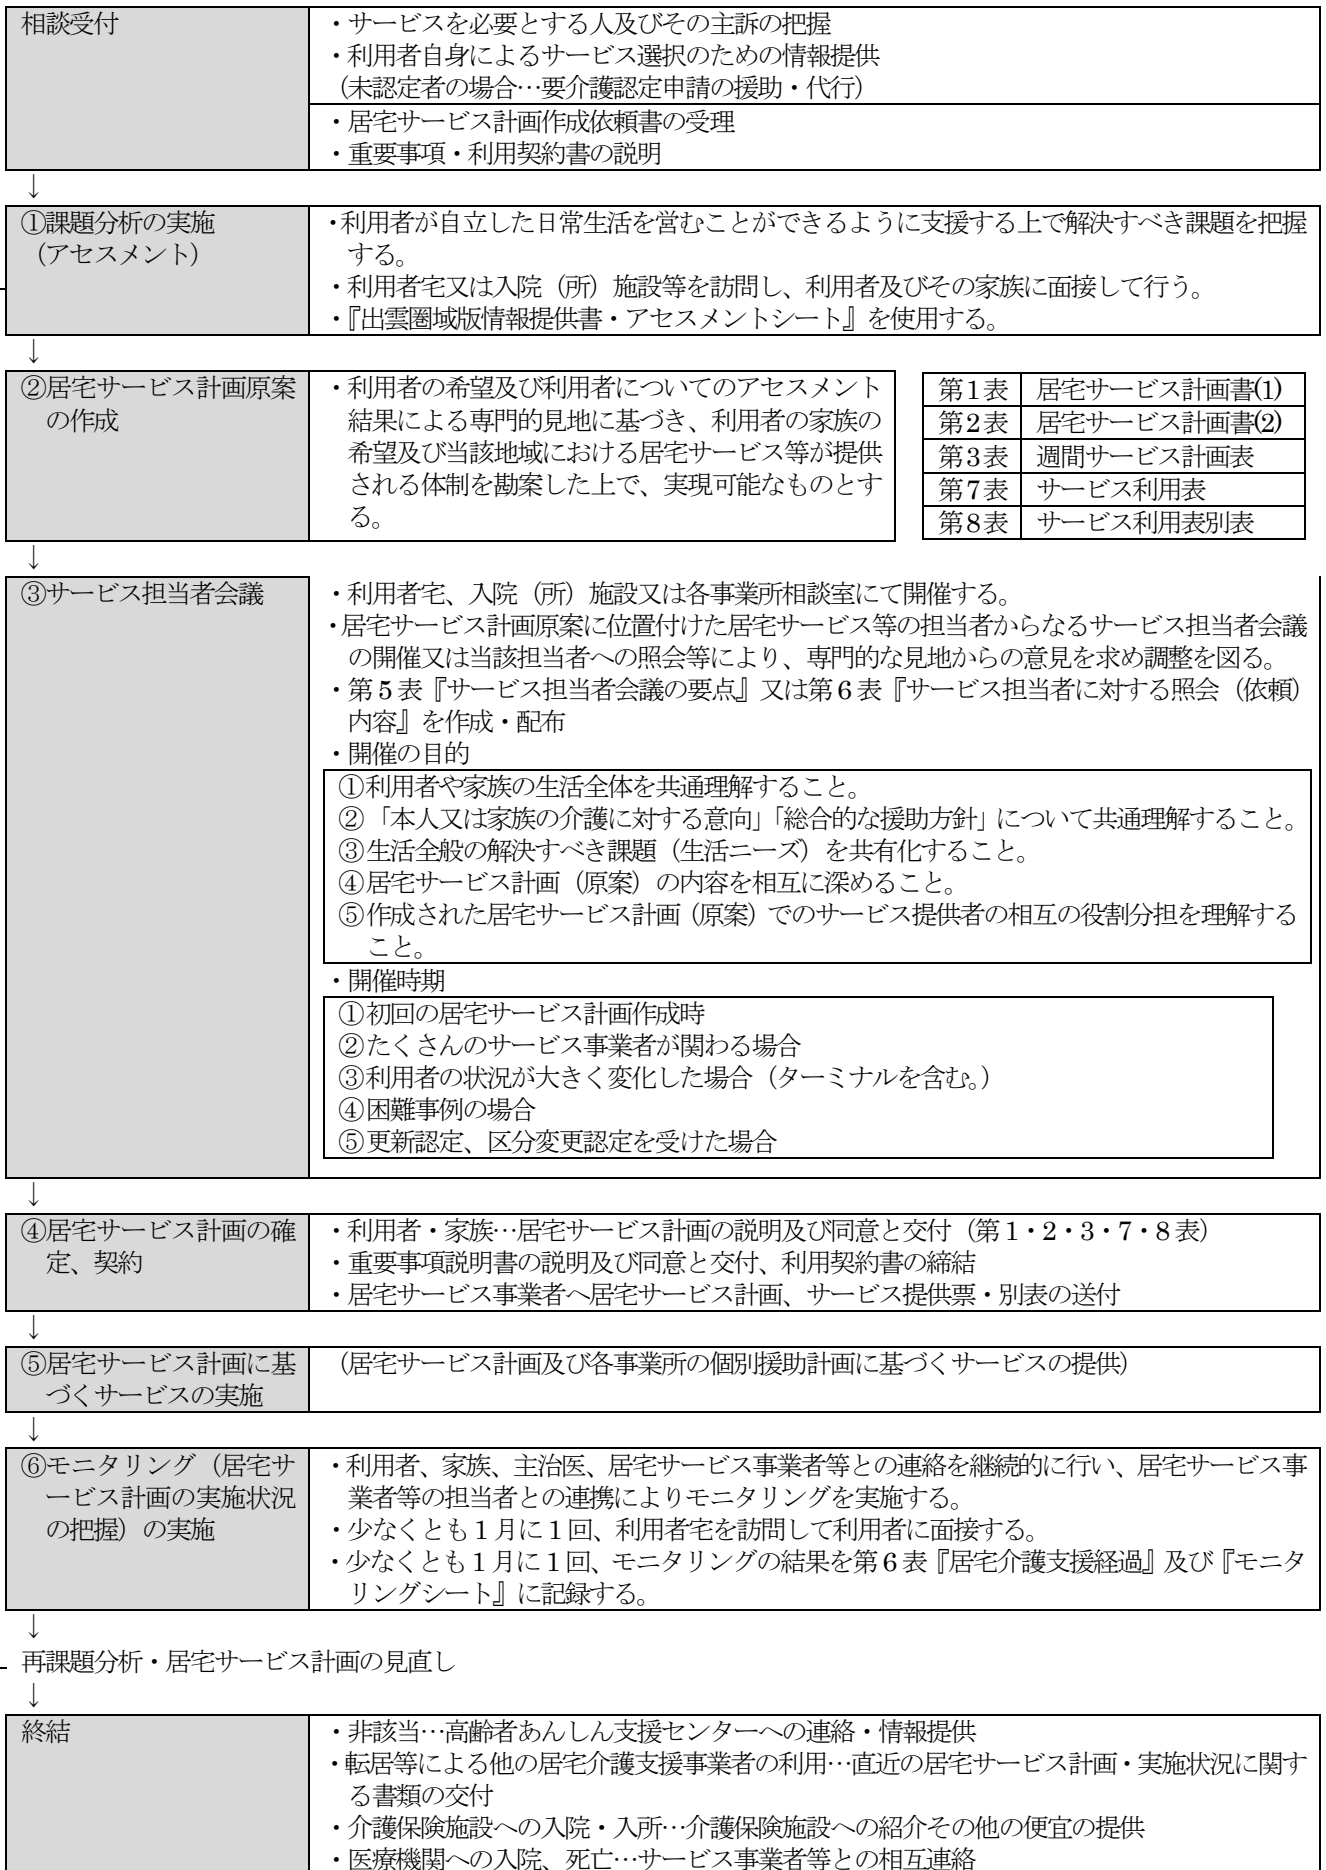 相談受付
・サービスを必要とする人及びその主訴の把握
・利用者自身によるサービス選択のための情報提供
(未認定者の場合…要介護認定申請の援助・代行)
・居宅サービス計画作成依頼書の受理
・重要事項・利用契約書の説明
↓
①課題分析の実施
(アセスメント)
・利用者が自立した日常生活を営むことができるように支援する上で解決すべき課題を把握
する。
・利用者宅又は入院(所)施設等を訪問し、利用者及びその家族に面接して行う。
・『出雲圏域版情報提供書・アセスメントシート』を使用する。
↓
②居宅サービス計画原案
の作成
・利用者の希望及び利用者についてのアセスメント
結果による専門的見地に基づき、利用者の家族の
希望及び当該地域における居宅サービス等が提供
される体制を勘案した上で、実現可能なものとす
る。
第1表 居宅サービス計画書(1)
第2表 居宅サービス計画書(2)
第3表 週間サービス計画表
第7表 サービス利用表
第8表 サービス利用表別表
↓
③サービス担当者会議
・利用者宅、入院(所)施設又は各事業所相談室にて開催する。
・居宅サービス計画原案に位置付けた居宅サービス等の担当者からなるサービス担当者会議
の開催又は当該担当者への照会等により、専門的な見地からの意見を求め調整を図る。
・第5表『サービス担当者会議の要点』又は第6表『サービス担当者に対する照会(依頼)
内容』を作成・配布
・開催の目的
①利用者や家族の生活全体を共通理解すること。
②「本人又は家族の介護に対する意向」「総合的な援助方針」について共通理解すること。
③生活全般の解決すべき課題(生活ニーズ)を共有化すること。
④居宅サービス計画(原案)の内容を相互に深めること。
⑤作成された居宅サービス計画(原案)でのサービス提供者の相互の役割分担を理解する
こと。
・開催時期
①初回の居宅サービス計画作成時
②たくさんのサービス事業者が関わる場合
③利用者の状況が大きく変化した場合(ターミナルを含む。)
④困難事例の場合
⑤更新認定、区分変更認定を受けた場合
↓
④居宅サービス計画の確
定、契約
・利用者・家族…居宅サービス計画の説明及び同意と交付(第1・2・3・7・8表)
・重要事項説明書の説明及び同意と交付、利用契約書の締結
・居宅サービス事業者へ居宅サービス計画、サービス提供票・別表の送付
↓
⑤居宅サービス計画に基
づくサービスの実施
(居宅サービス計画及び各事業所の個別援助計画に基づくサービスの提供)
↓
⑥モニタリング(居宅サ
ービス計画の実施状況
の把握)の実施
・利用者、家族、主治医、居宅サービス事業者等との連絡を継続的に行い、居宅サービス事
業者等の担当者との連携によりモニタリングを実施する。
・少なくとも1月に1回、利用者宅を訪問して利用者に面接する。
・少なくとも1月に1回、モニタリングの結果を第6表『居宅介護支援経過』及び『モニタ
リングシート』に記録する。
↓
再課題分析・居宅サービス計画の見直し
↓
終結
・非該当…高齢者あんしん支援センターへの連絡・情報提供
・転居等による他の居宅介護支援事業者の利用…直近の居宅サービス計画・実施状況に関す
る書類の交付
・介護保険施設への入院・入所…介護保険施設への紹介その他の便宜の提供
・医療機関への入院、死亡…サービス事業者等との相互連絡